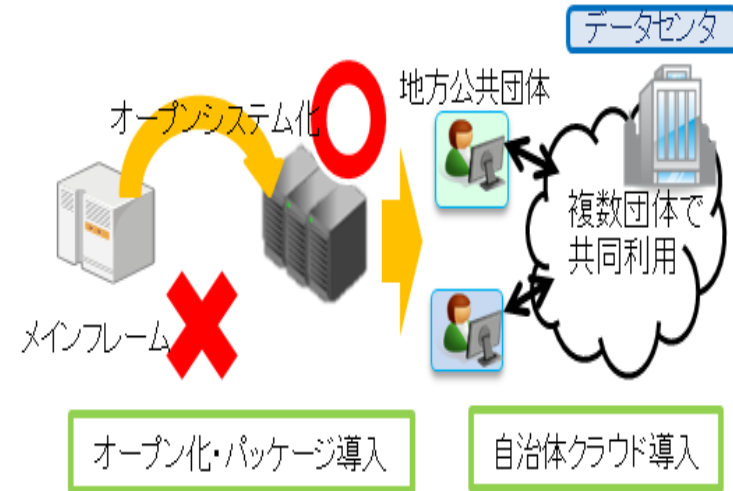 データセンタ
オープンシステム化
地方公共団体
複数団体で
共同利用
メインフレーム
オープン化・パッケージ導入
自治体クラウド導入